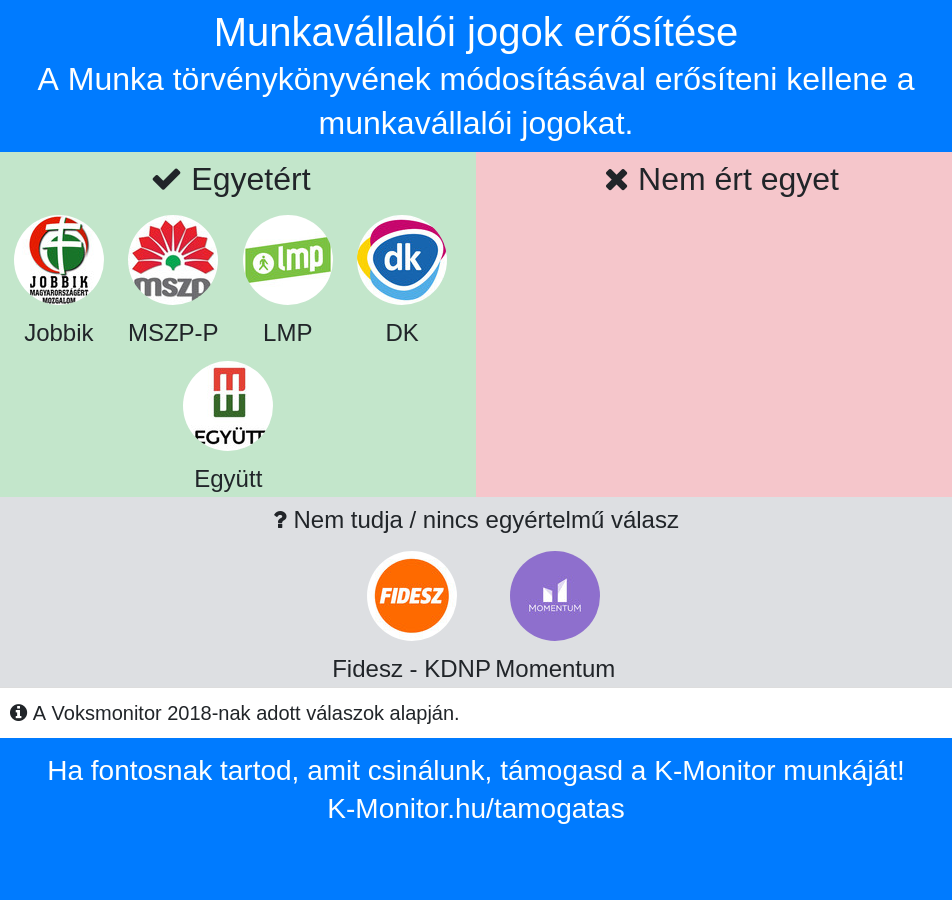 Munkavállalói jogok erősítése
A Munka törvénykönyvének módosításával erősíteni kellene a
munkavállalói jogokat.
Egyetért
Nem ért egyet
JOBBIK
MAGYARORSZÁGÉRT
MOZGALOM
mszp
lmp
dk
Jobbik
MSZP-P
LMP
DK
EGYÜTT
Együtt
? Nem tudja / nincs egyértelmű válasz
FIDESZ
MOMENTUM
Fidesz - KDNP
Momentum
A Voksmonitor 2018-nak adott válaszok alapján.
Ha fontosnak tartod, amit csinálunk, támogasd a K-Monitor munkáját!
K-Monitor.hu/tamogatas